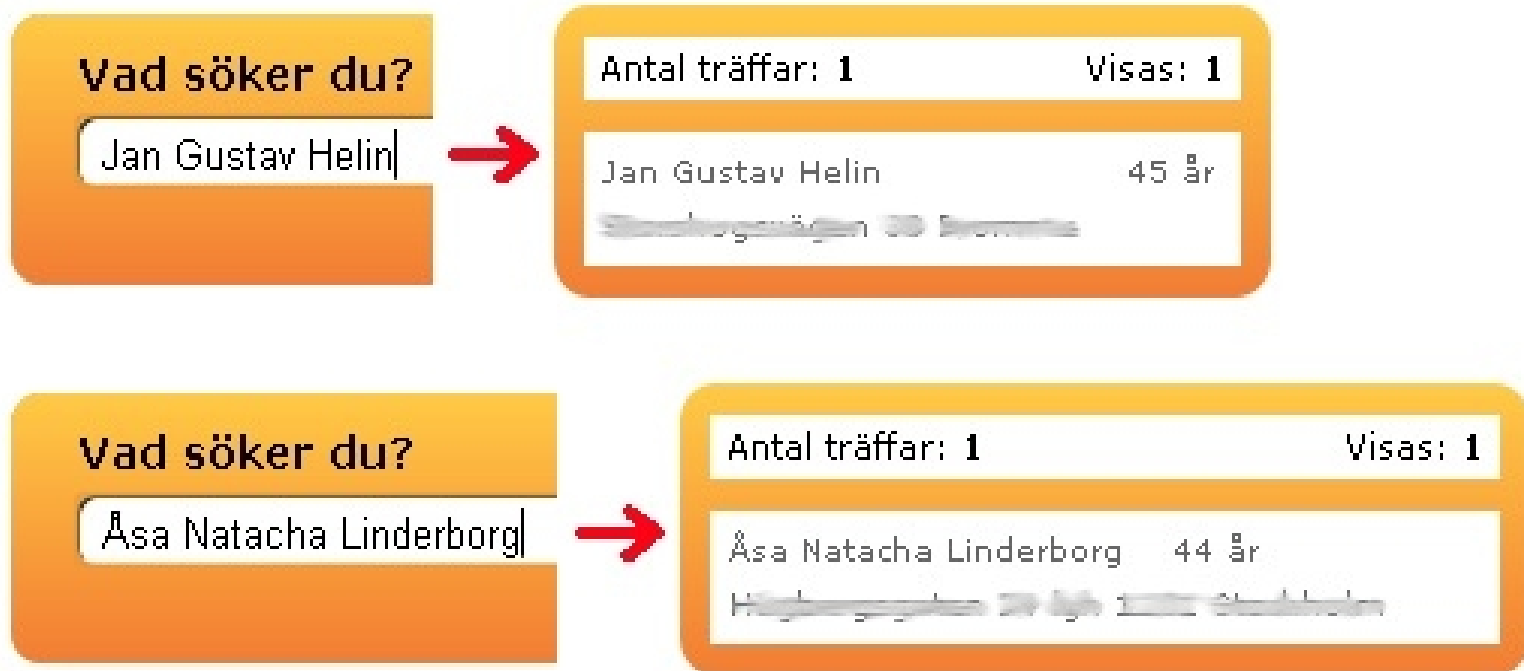 Vad söker du?
Jan Gustav Helin
Antal träffar: 1 Visas: 1
Jan Gustav Helin 45 år
Vad söker du?
Åsa Natacha Linderborg
Antal träffar: 1 Visas: 1
Åsa Natacha Linderborg 44 år